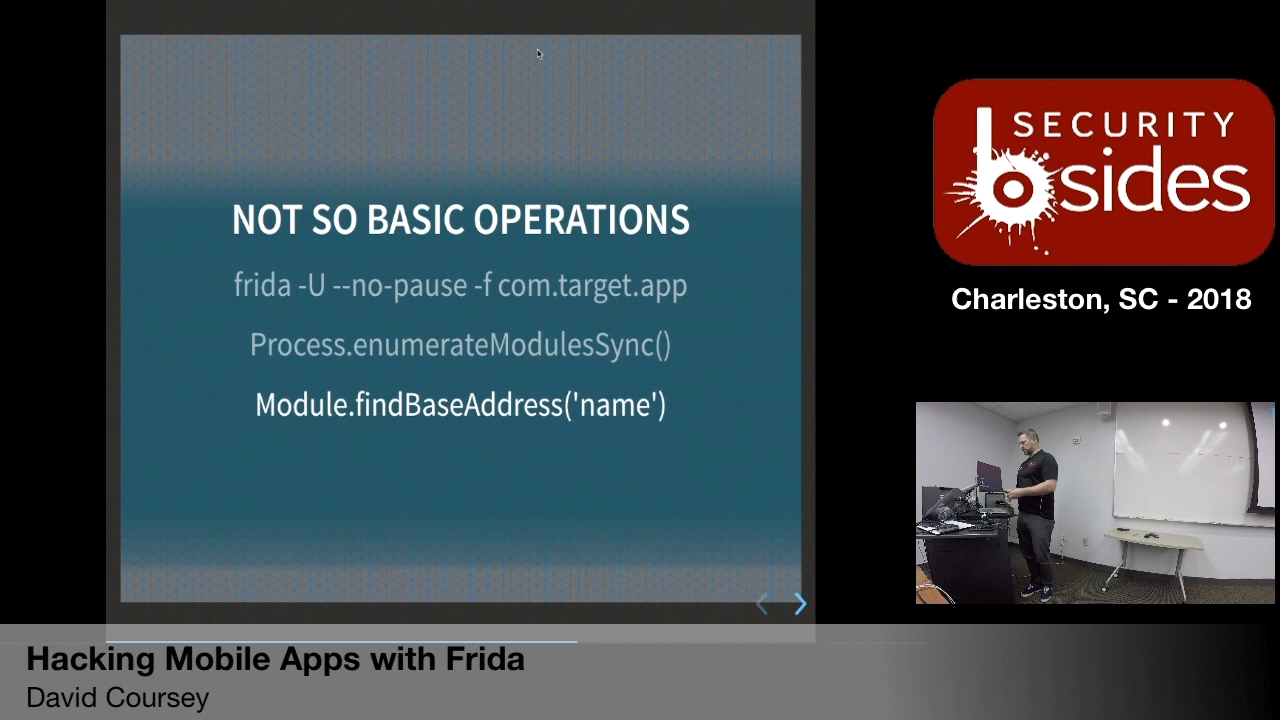 NOT SO BASIC OPERATIONS
frida -U --no-pause -f com.target.app
Process.enumerateModulesSync()
Module.findBaseAddress('name')
SECURITY
bsides
Charleston, SC - 2018
Hacking Mobile Apps with Frida
David Coursey